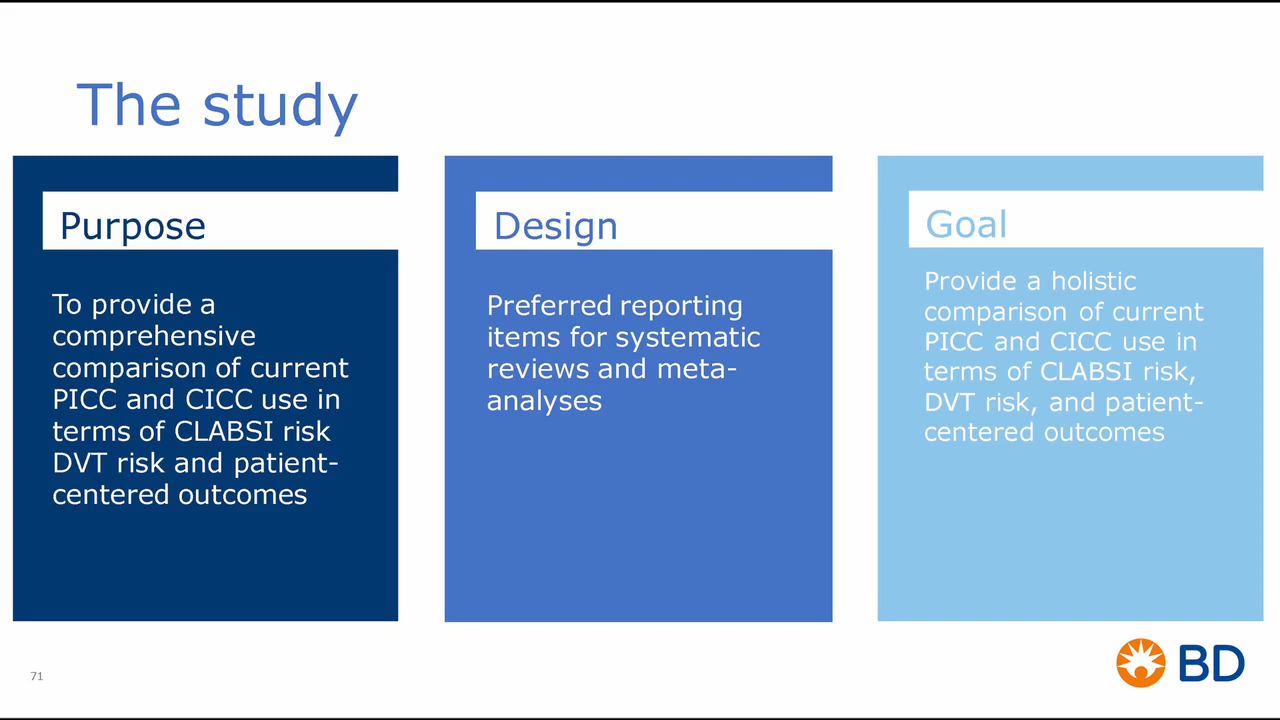 The study
Purpose
To provide a
comprehensive
comparison of current
PICC and CICC use in
terms of CLABSI risk
DVT risk and patient-
centered outcomes
Design
Preferred reporting
items for systematic
reviews and meta-
analyses
Goal
Provide a holistic
comparison of current
PICC and CICC use in
terms of CLABSI risk,
DVT risk, and patient-
centered outcomes
71
BD